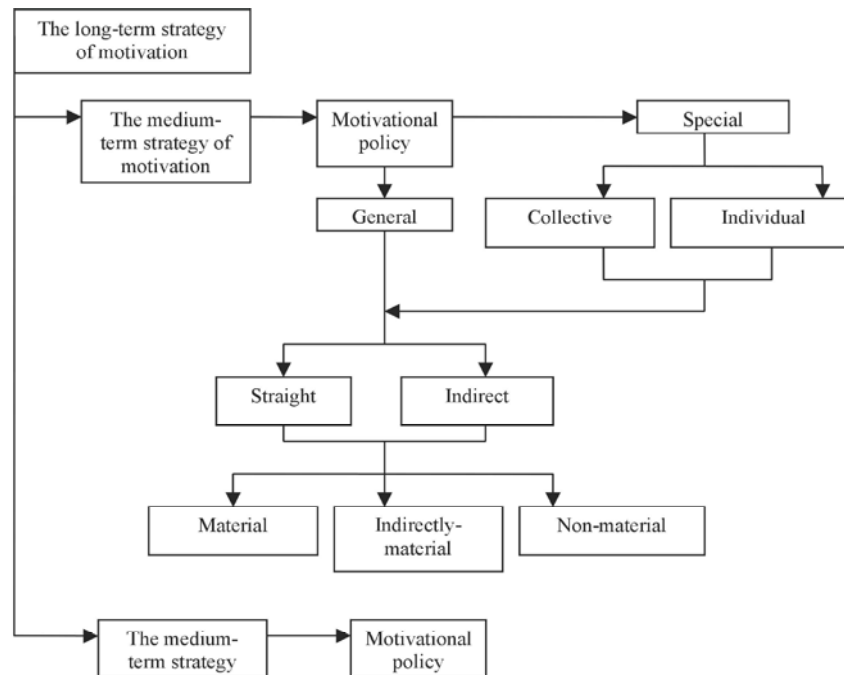 The long-term strategy
of motivation
The medium-
term strategy of
motivation
Motivational
policy
Special
General
Collective
Individual
Straight
Indirect
Material
Indirectly-
material
Non-material
The medium-
term strategy
Motivational
policy